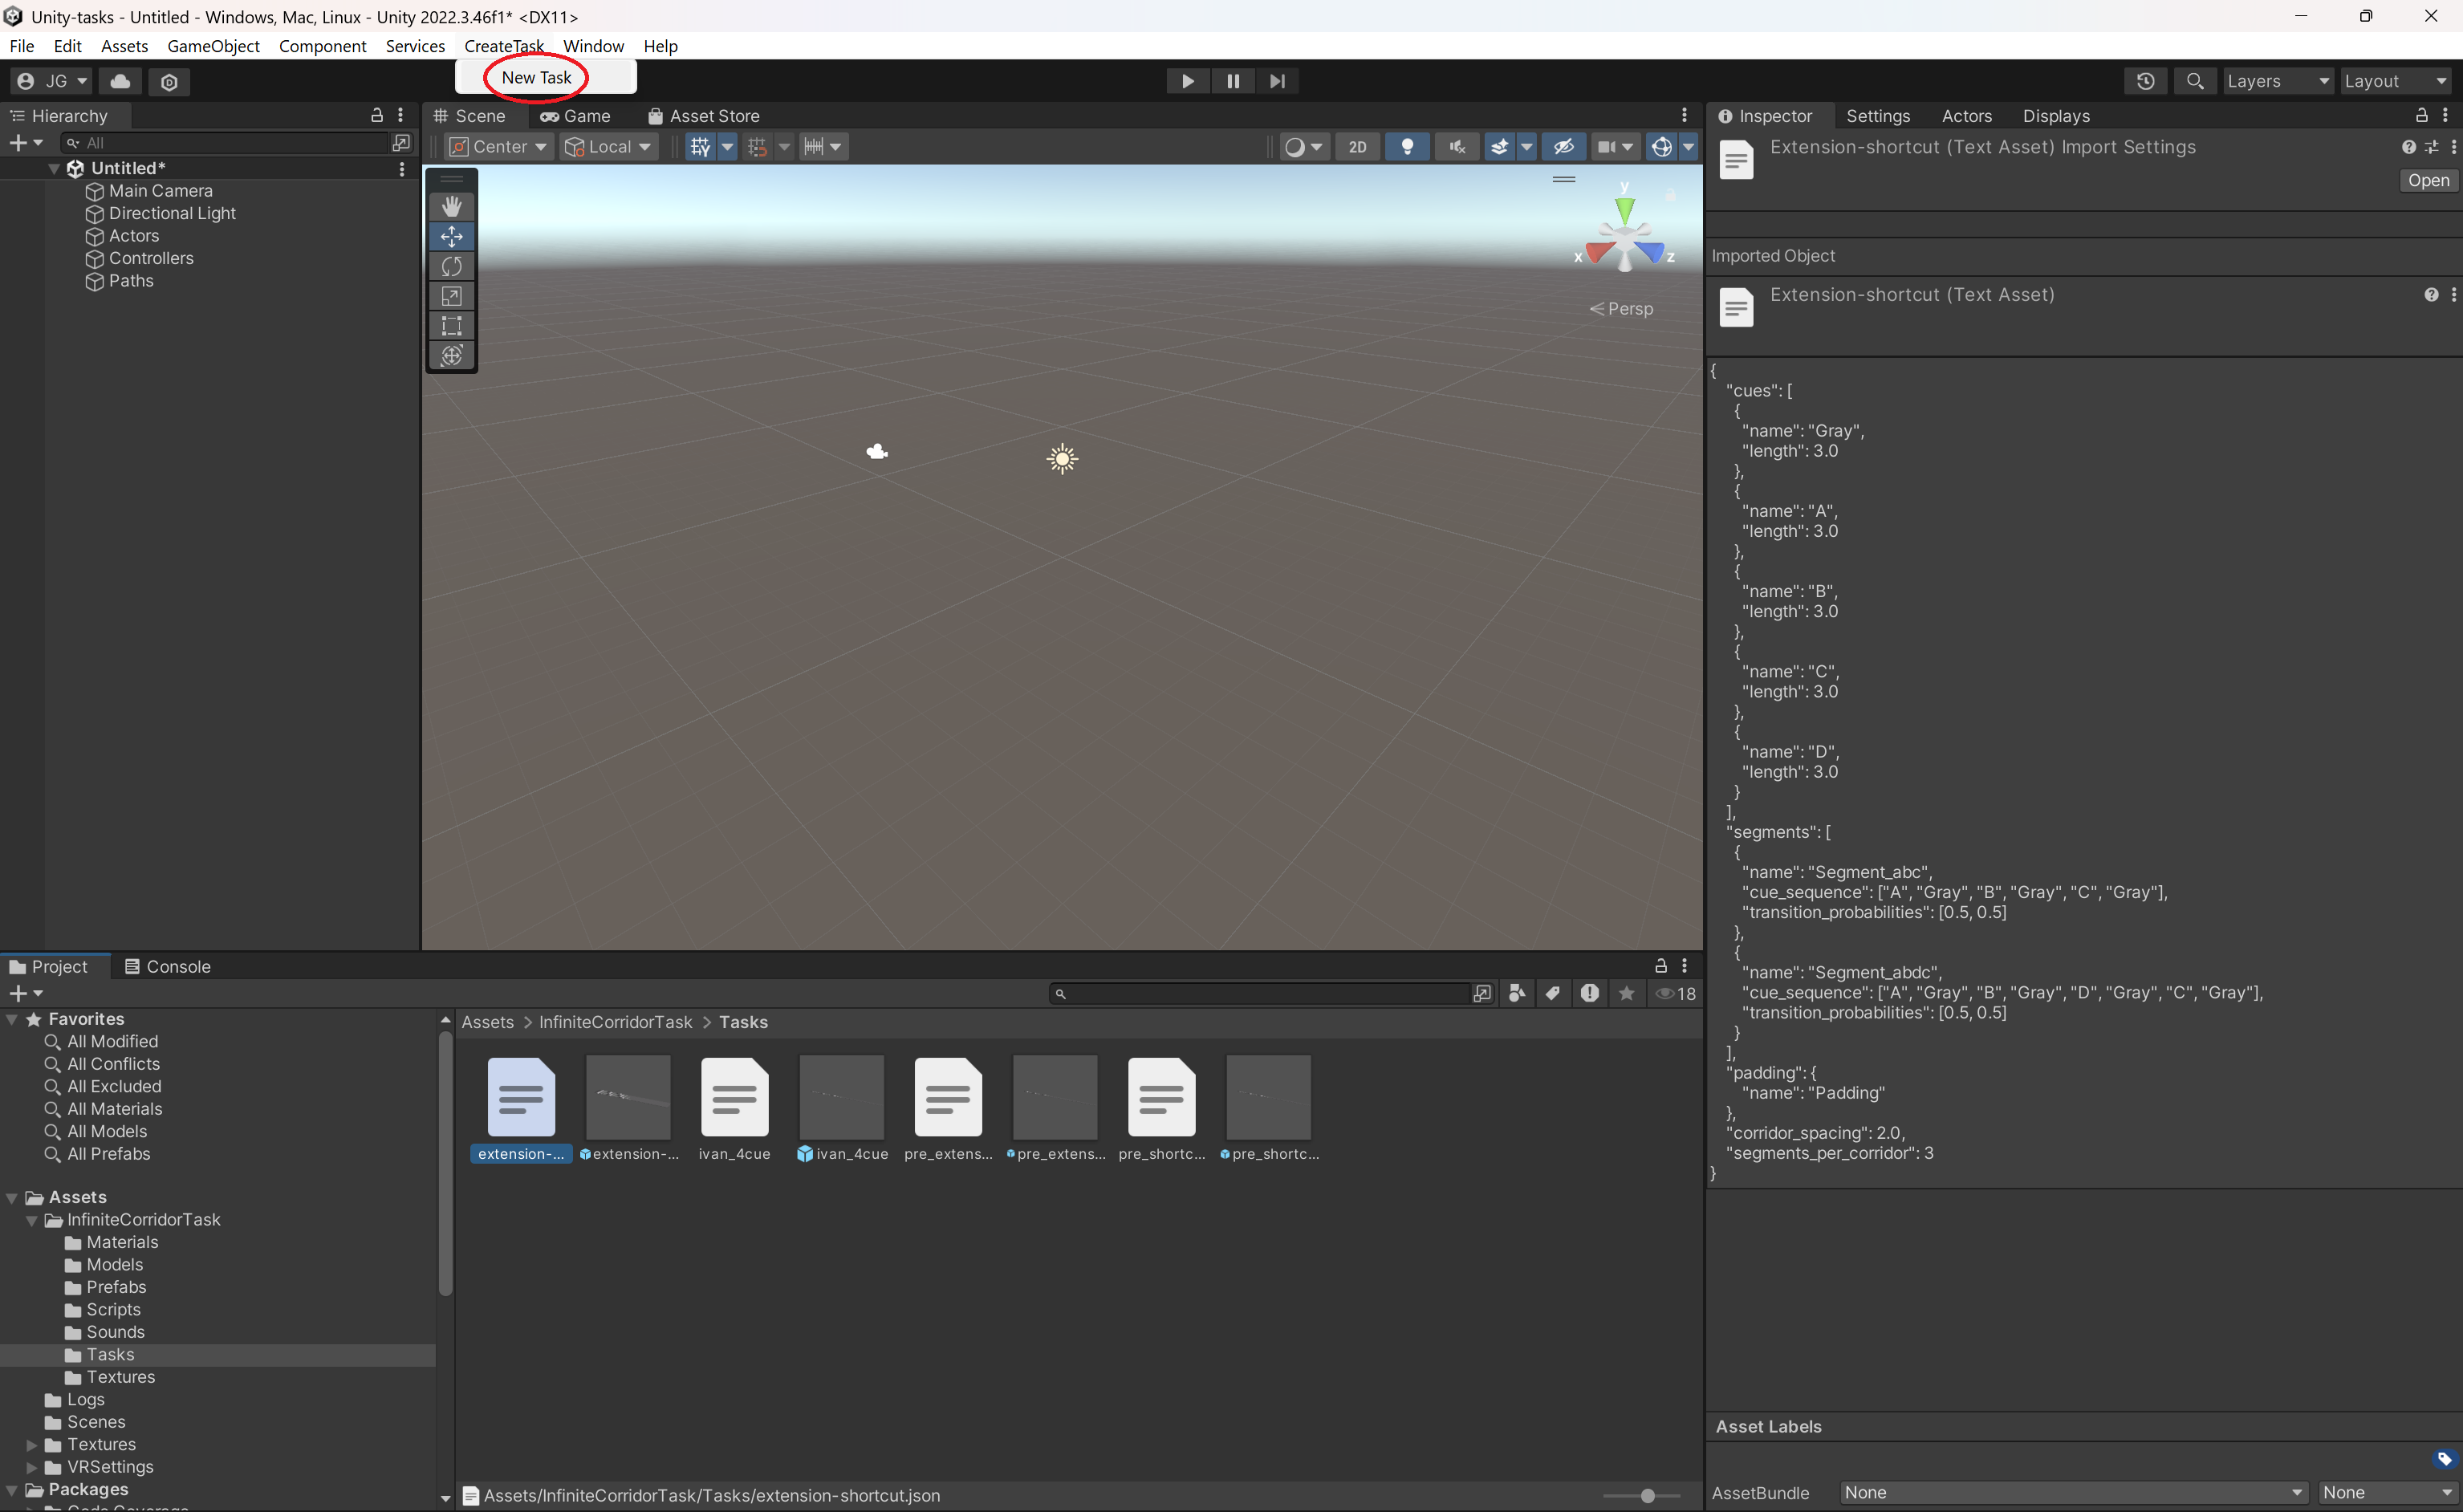 Unity-tasks - Untitled - Windows, Mac, Linux - Unity 2022.3.46f1* <DX11>
File Edit Assets GameObject Component Services CreateTask Window Help
New Task
JG
Layers Layout
Hierarchy
All
Untitled*
Main Camera
Directional Light
Actors
Controllers
Paths
Scene Game Asset Store
Center Local 2D
y
x z
Persp
Inspector Settings Actors Displays
Extension-shortcut (Text Asset) Import Settings
Open
Imported Object
Extension-shortcut (Text Asset)
{
"cues": [
{
"name": "Gray",
"length": 3.0
},
{
"name": "A",
"length": 3.0
},
{
"name": "B",
"length": 3.0
},
{
"name": "C",
"length": 3.0
},
{
"name": "D",
"length": 3.0
}
],
"segments": [
{
"name": "Segment_abc",
"cue_sequence": ["A", "Gray", "B", "Gray", "C", "Gray"],
"transition_probabilities": [0.5, 0.5]
},
{
"name": "Segment_abdc",
"cue_sequence": ["A", "Gray", "B", "Gray", "D", "Gray", "C", "Gray"],
"transition_probabilities": [0.5, 0.5]
}
],
"padding": {
"name": "Padding"
},
"corridor_spacing": 2.0,
"segments_per_corridor": 3
}
Asset Labels
AssetBundle None None
Project Console
18
Favorites
All Modified
All Conflicts
All Excluded
All Materials
All Models
All Prefabs
Assets
InfiniteCorridorTask
Materials
Models
Prefabs
Scripts
Sounds
Tasks
Textures
Logs
Scenes
Textures
VRSettings
Packages
Assets > InfiniteCorridorTask > Tasks
extension-... extension-... ivan_4cue ivan_4cue pre_extens... pre_extens... pre_shortc... pre_shortc...
Assets/InfiniteCorridorTask/Tasks/extension-shortcut.json